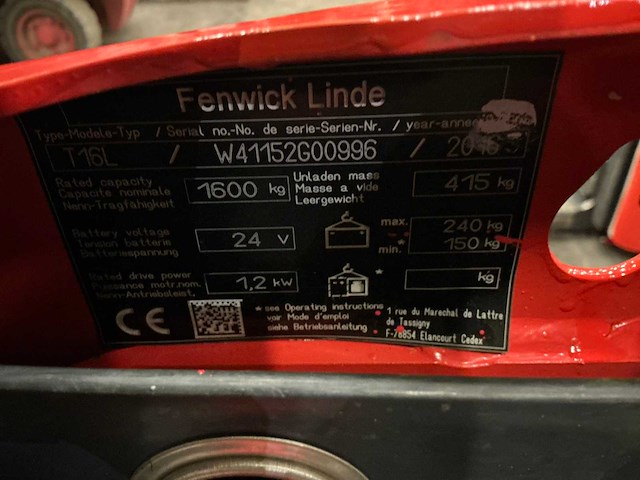 Fenwick Linde
Type-Modele-Typ / Serial no.-No. de serie-Serien-Nr. / year-annee
T16L / W41152G00996 / 2016
Rated capacity
Capacite nominale
Nenn-Tragfähigkeit
1600 kg
Unladen mass
Masse a vide
Leergewicht
415 kg
Battery voltage
Tension batterie
Batteriespannung
24 V
max. 240 kg
min. * 150 kg
Rated drive power
Puissance motr.nom.
Nenn-Antriebsleist.
1,2 kW
* kg
CE
* see Operating instructions
voir Mode d'emploi
siehe Betriebsanleitung
1 rue du Marechal de Lattre
de Tassigny
F-78854 Elancourt Cedex